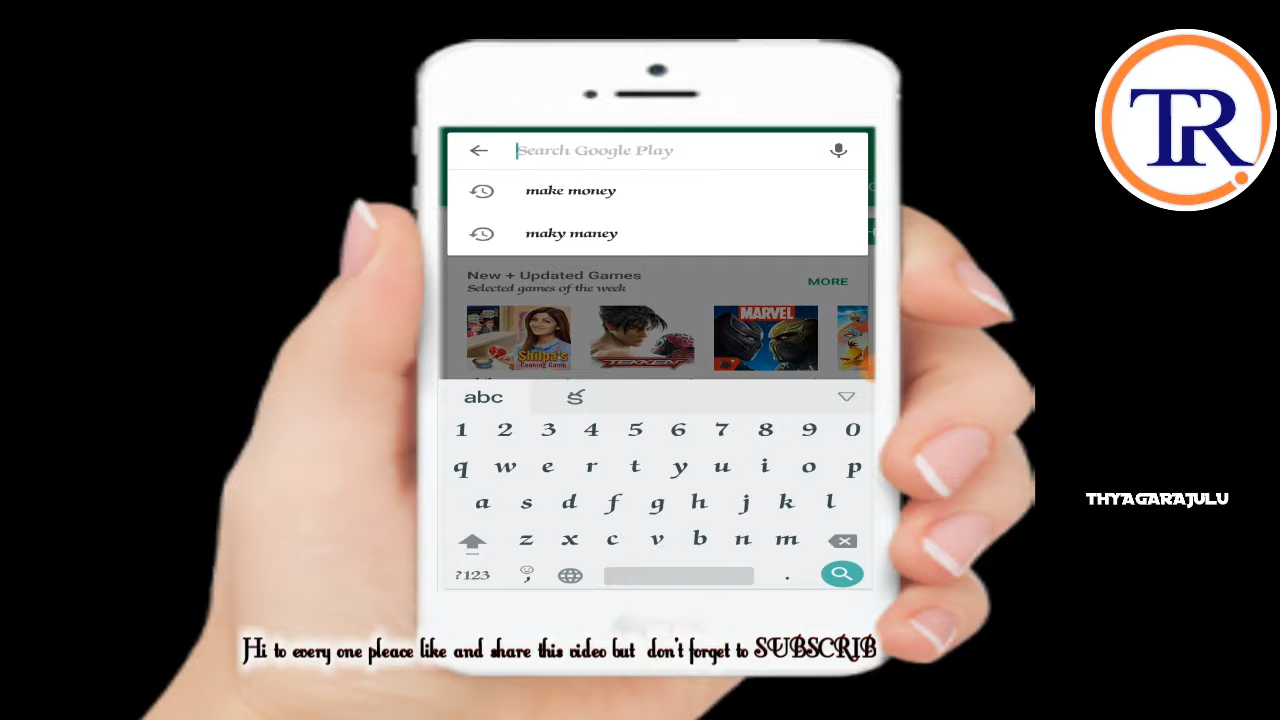 TR
Search Google Play
make money
maky maney
New + Updated Games
MORE
Selected games of the week
Shilpa's
Cooking Game
TEKKEN
MARVEL
abc
క
1 2 3 4 5 6 7 8 9 0
q w e r t y u i o p
a s d f g h j k l
z x c v b n m
?123 , .
THYAGARAJULU
Hi to every one pleace like and share this video but don't forget to SUBSCRIB